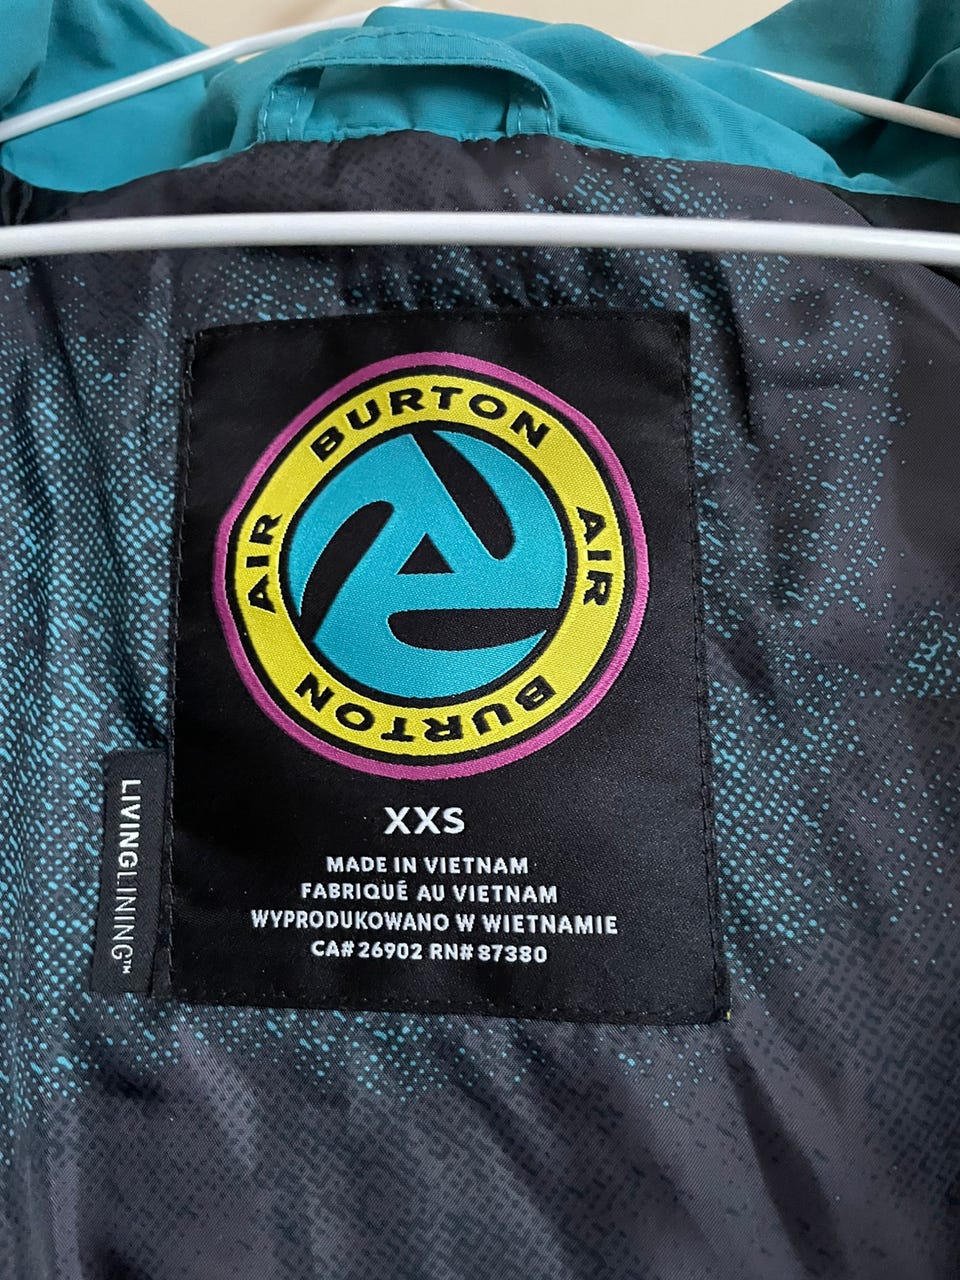 BURTON
AIR
AIR
BURTON
XXS
MADE IN VIETNAM
FABRIQUÉ AU VIETNAM
WYPRODUKOWANO W WIETNAMIE
CA# 26902 RN# 87380
LIVINGLINING™